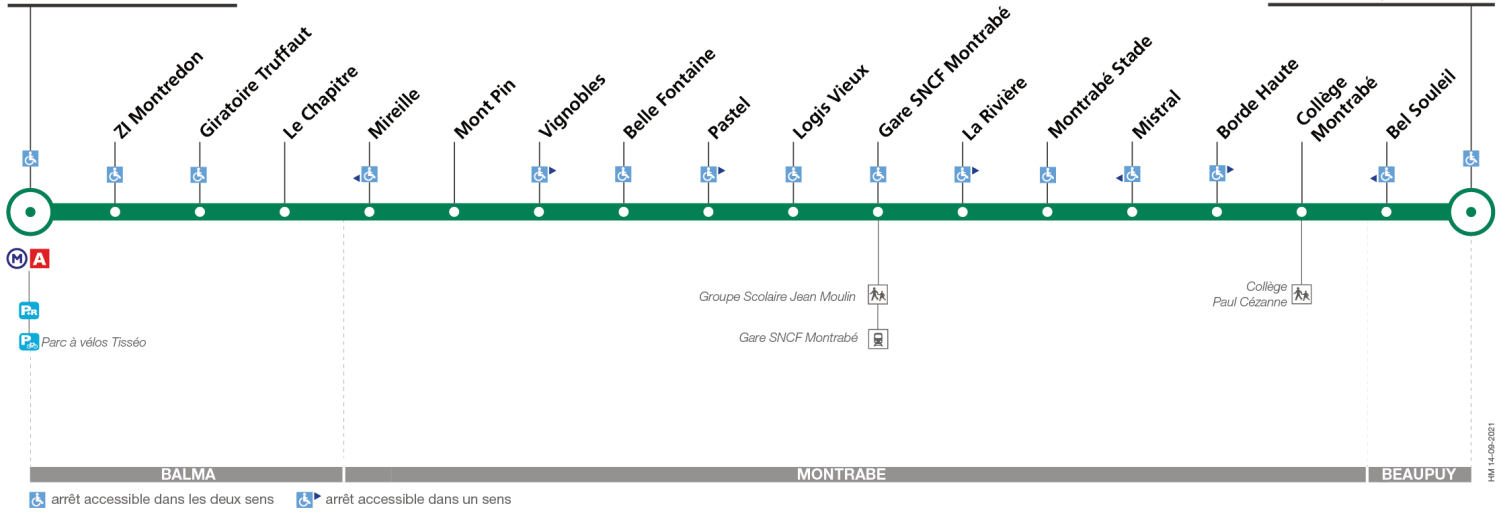 ZI Montredon
Giratoire Truffaut
Le Chapitre
Mireille
Mont Pin
Vignobles
Belle Fontaine
Pastel
Logis Vieux
Gare SNCF Montrabé
La Rivière
Montrabé Stade
Mistral
Borde Haute
Collège
Montrabé
Bel Souleil
M A
P+R
P
Parc à vélos Tisséo
Groupe Scolaire Jean Moulin
Gare SNCF Montrabé
Collège
Paul Cézanne
BALMA
MONTRABE
BEAUPUY
arrêt accessible dans les deux sens
arrêt accessible dans un sens
HM 14-09-2021